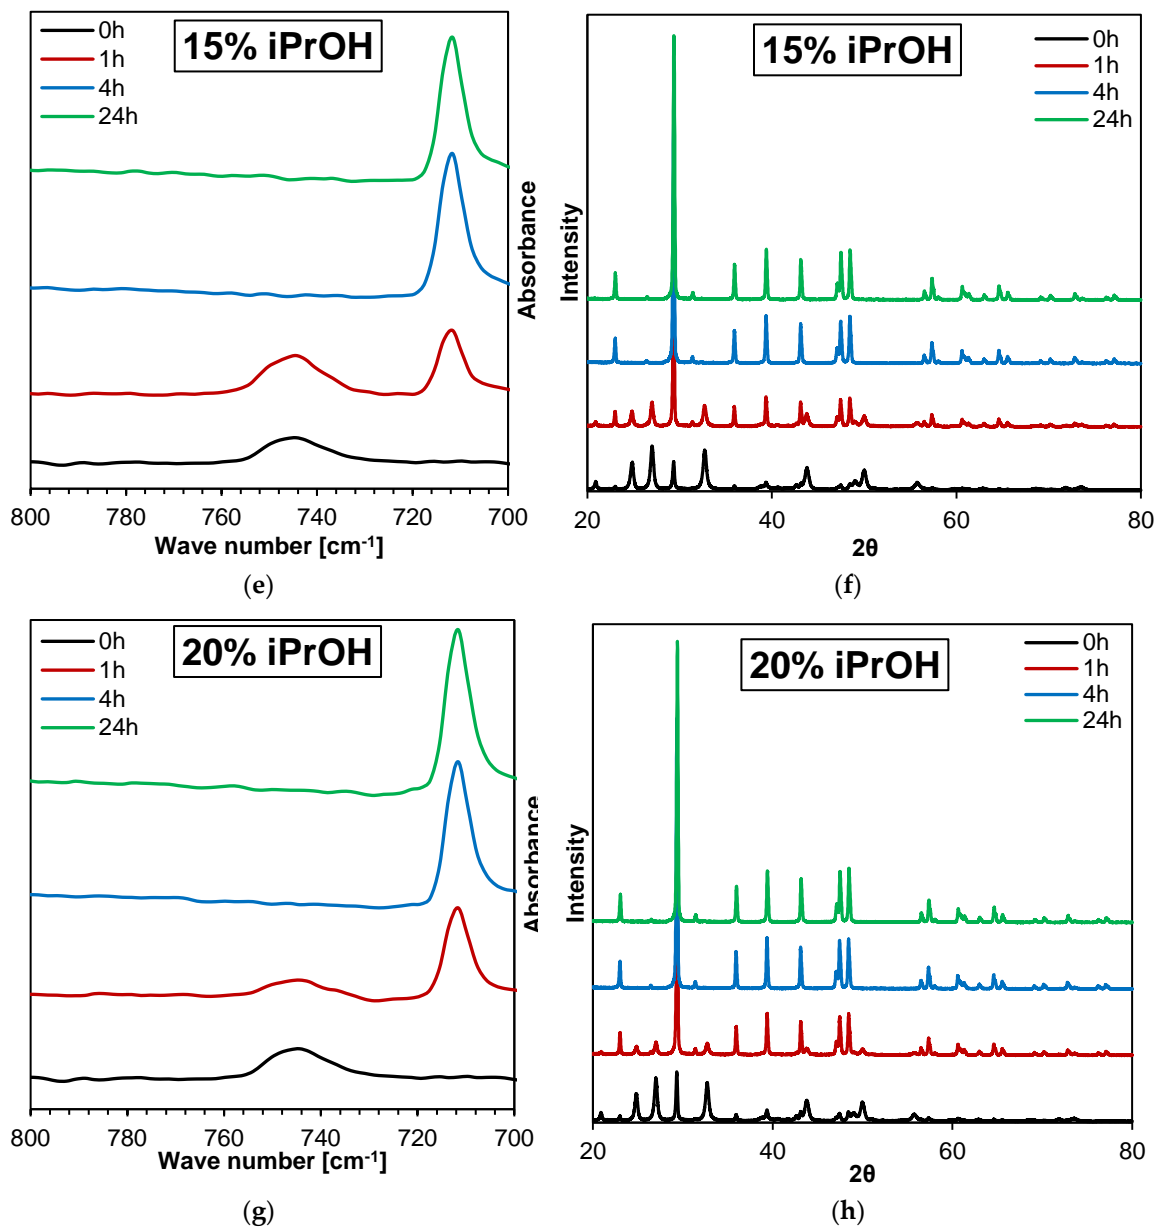 0h
1h
4h
24h
15% iPrOH
Absorbance
800 780 760 740 720 700
Wave number [cm⁻¹]
(e)
15% iPrOH
0h
1h
4h
24h
Intensity
20 40 60 80
2θ
(f)
0h
1h
4h
24h
20% iPrOH
Absorbance
800 780 760 740 720 700
Wave number [cm⁻¹]
(g)
20% iPrOH
0h
1h
4h
24h
Intensity
20 40 60 80
2θ
(h)